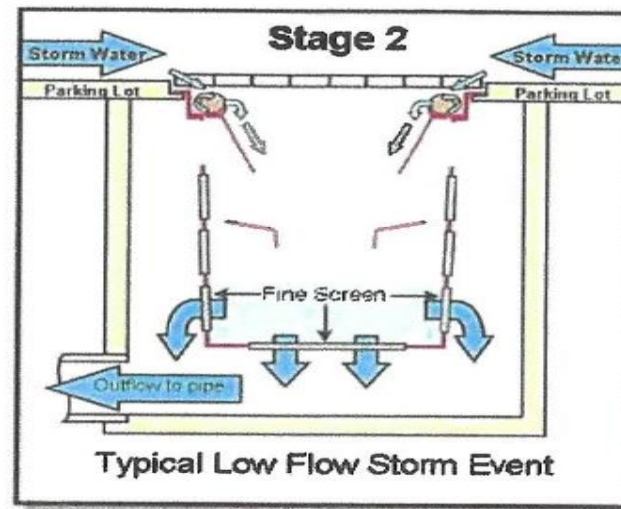 Stage 2
Storm Water
Storm Wate
Parking Lot
Parking Lot
Fine Screen
Outflow to pipe
Typical Low Flow Storm Event